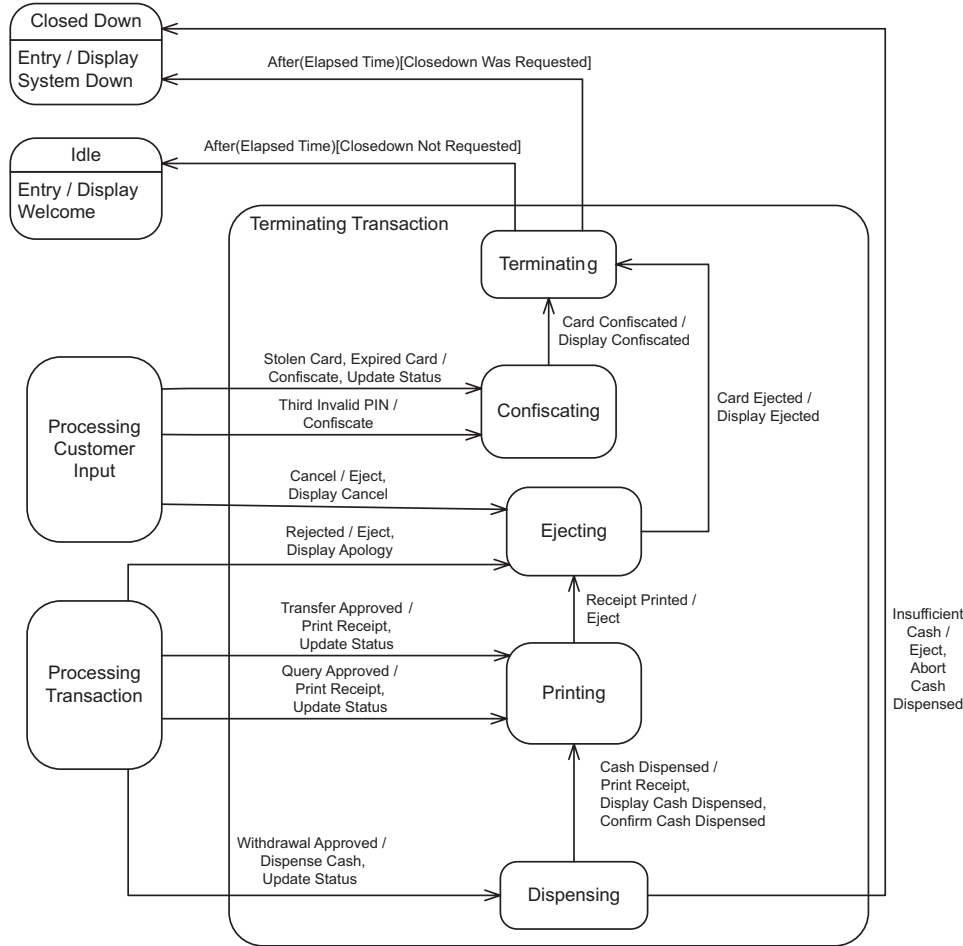 Closed Down
Entry / Display
System Down
After(Elapsed Time)[Closedown Was Requested]
After(Elapsed Time)[Closedown Not Requested]
Idle
Entry / Display
Welcome
Terminating Transaction
Terminating
Card Confiscated /
Display Confiscated
Stolen Card, Expired Card /
Confiscate, Update Status
Third Invalid PIN /
Confiscate
Confiscating
Card Ejected /
Display Ejected
Processing
Customer
Input
Cancel / Eject,
Display Cancel
Rejected / Eject,
Display Apology
Ejecting
Receipt Printed /
Eject
Transfer Approved /
Print Receipt,
Update Status
Query Approved /
Print Receipt,
Update Status
Processing
Transaction
Printing
Insufficient
Cash /
Eject,
Abort
Cash
Dispensed
Cash Dispensed /
Print Receipt,
Display Cash Dispensed,
Confirm Cash Dispensed
Withdrawal Approved /
Dispense Cash,
Update Status
Dispensing